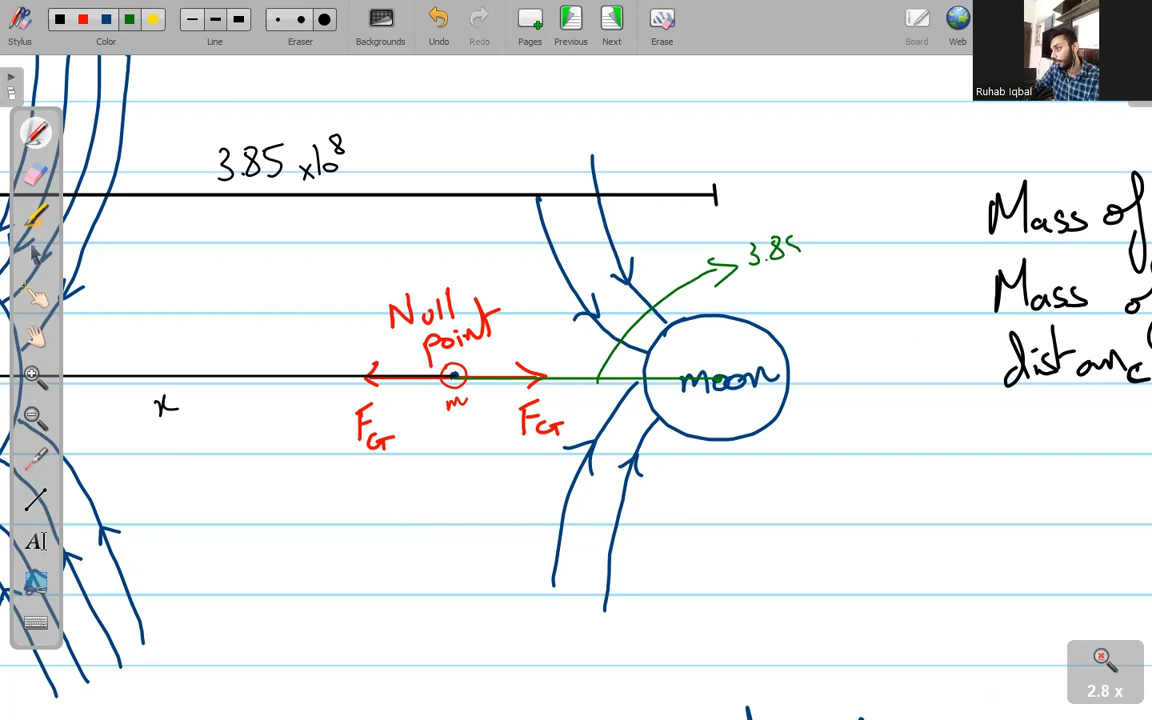 Stylus
Color
Line
Eraser
Backgrounds
Undo
Redo
Pages
Previous
Next
Erase
Board
Web
Ruhab Iqbal
3.85 x10⁸
3.85
Mass of
Null
point
Mass
distanc
moon
x
m
F_G
F_G
AI
2.8 x